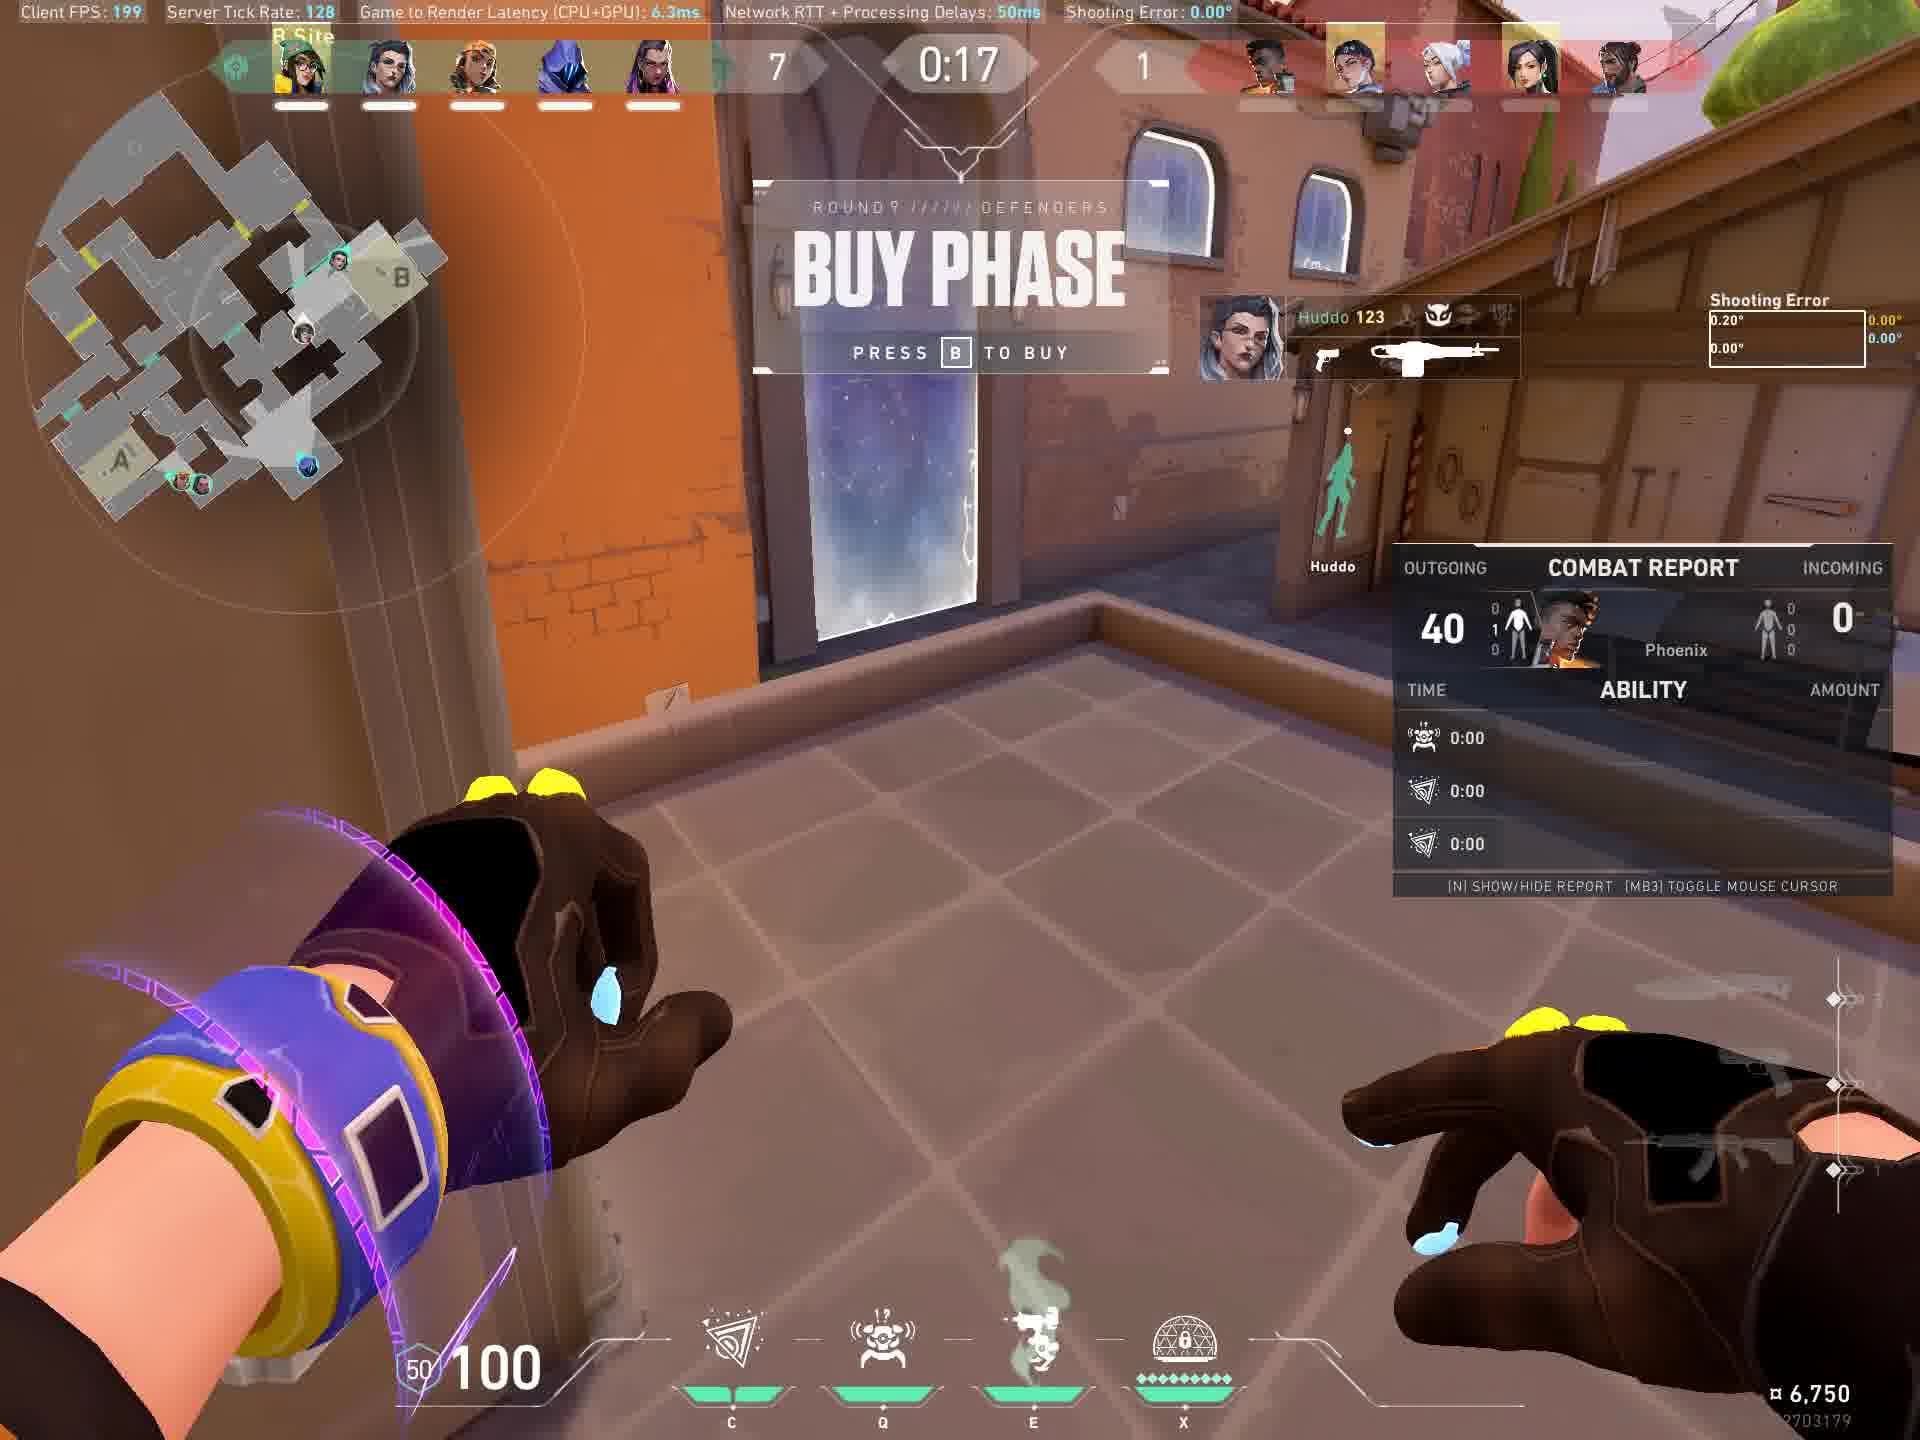 Client FPS: 199 Server Tick Rate: 128 Game to Render Latency (CPU+GPU): 6.3ms Network RTT + Processing Delays: 50ms Shooting Error: 0.00°
B Site
7 0:17 1
ROUND 9 ////// DEFENDERS
BUY PHASE
PRESS B TO BUY
B
A
Huddo 123
Shooting Error
0.20° 0.00°
0.00° 0.00°
Huddo
OUTGOING COMBAT REPORT INCOMING
40 0 1 0 Phoenix 0 0 0 0
TIME ABILITY AMOUNT
0:00
0:00
0:00
[N] SHOW/HIDE REPORT [MB3] TOGGLE MOUSE CURSOR
1
50 100
C Q E X
¤ 6,750